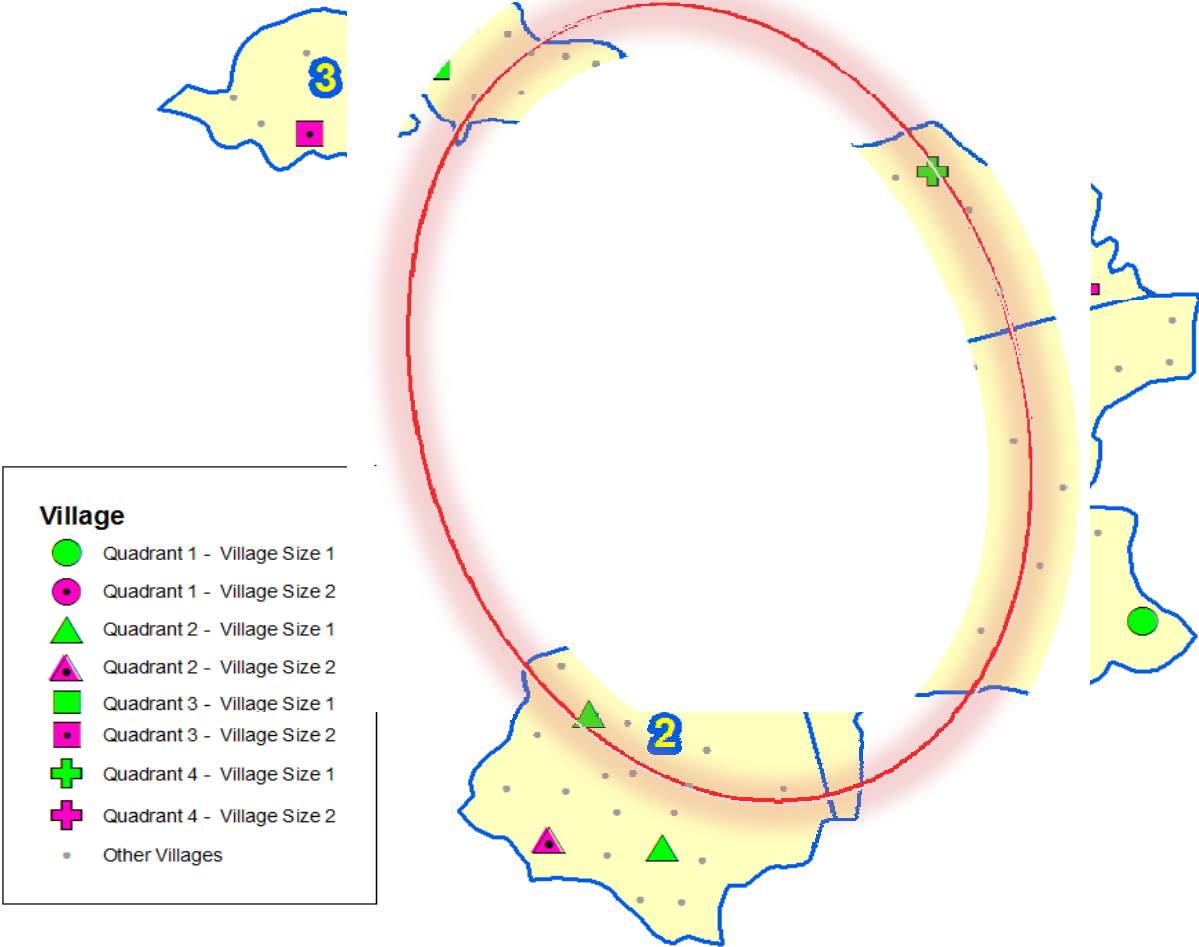 3
2
Village
Quadrant 1 - Village Size 1
Quadrant 1 - Village Size 2
Quadrant 2 - Village Size 1
Quadrant 2 - Village Size 2
Quadrant 3 - Village Size 1
Quadrant 3 - Village Size 2
Quadrant 4 - Village Size 1
Quadrant 4 - Village Size 2
Other Villages